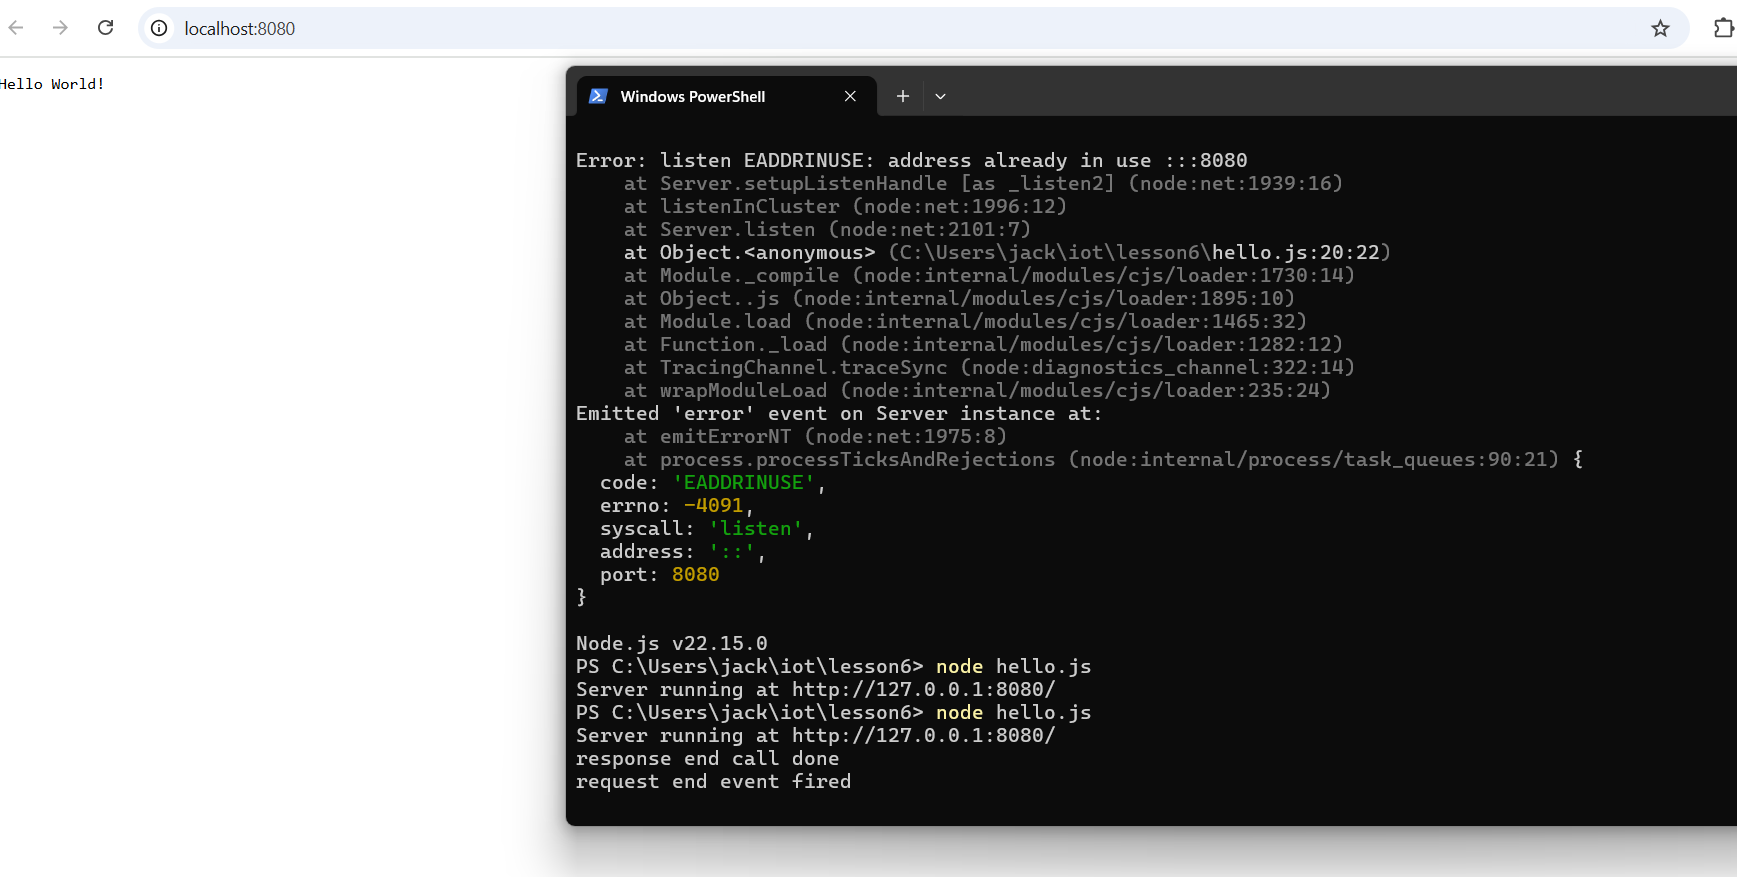 localhost:8080
Hello World!
Windows PowerShell
Error: listen EADDRINUSE: address already in use :::8080
    at Server.setupListenHandle [as _listen2] (node:net:1939:16)
    at listenInCluster (node:net:1996:12)
    at Server.listen (node:net:2101:7)
    at Object.<anonymous> (C:\Users\jack\iot\lesson6\hello.js:20:22)
    at Module._compile (node:internal/modules/cjs/loader:1730:14)
    at Object..js (node:internal/modules/cjs/loader:1895:10)
    at Module.load (node:internal/modules/cjs/loader:1465:32)
    at Function._load (node:internal/modules/cjs/loader:1282:12)
    at TracingChannel.traceSync (node:diagnostics_channel:322:14)
    at wrapModuleLoad (node:internal/modules/cjs/loader:235:24)
Emitted 'error' event on Server instance at:
    at emitErrorNT (node:net:1975:8)
    at process.processTicksAndRejections (node:internal/process/task_queues:90:21) {
  code: 'EADDRINUSE',
  errno: -4091,
  syscall: 'listen',
  address: '::',
  port: 8080
}
Node.js v22.15.0
PS C:\Users\jack\iot\lesson6> node hello.js
Server running at http://127.0.0.1:8080/
PS C:\Users\jack\iot\lesson6> node hello.js
Server running at http://127.0.0.1:8080/
response end call done
request end event fired